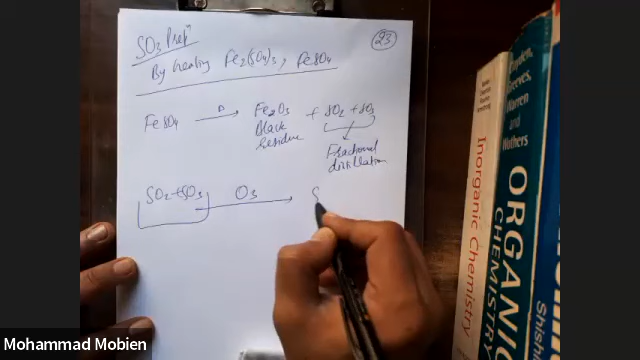 SO3 Prepn
23
By heating Fe2(SO4)3, FeSO4
FeSO4 Δ→ Fe2O3 + SO2 + SO3
Black
residue
Fractional
distillation
SO2+SO3 O3→ S
Inorganic Chemistry
Clayden,
Greeves,
Warren
and Wothers
ORGANIC
CHEMISTRY
Mohammad Mobien